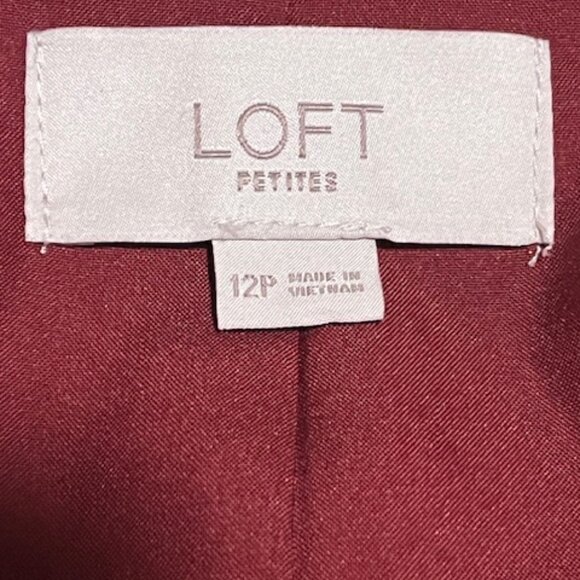 LOFT
PETITES
12P MADE IN
VIETNAM